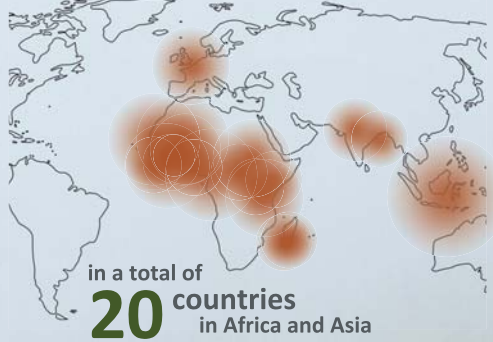 in a total of
20 countries
in Africa and Asia